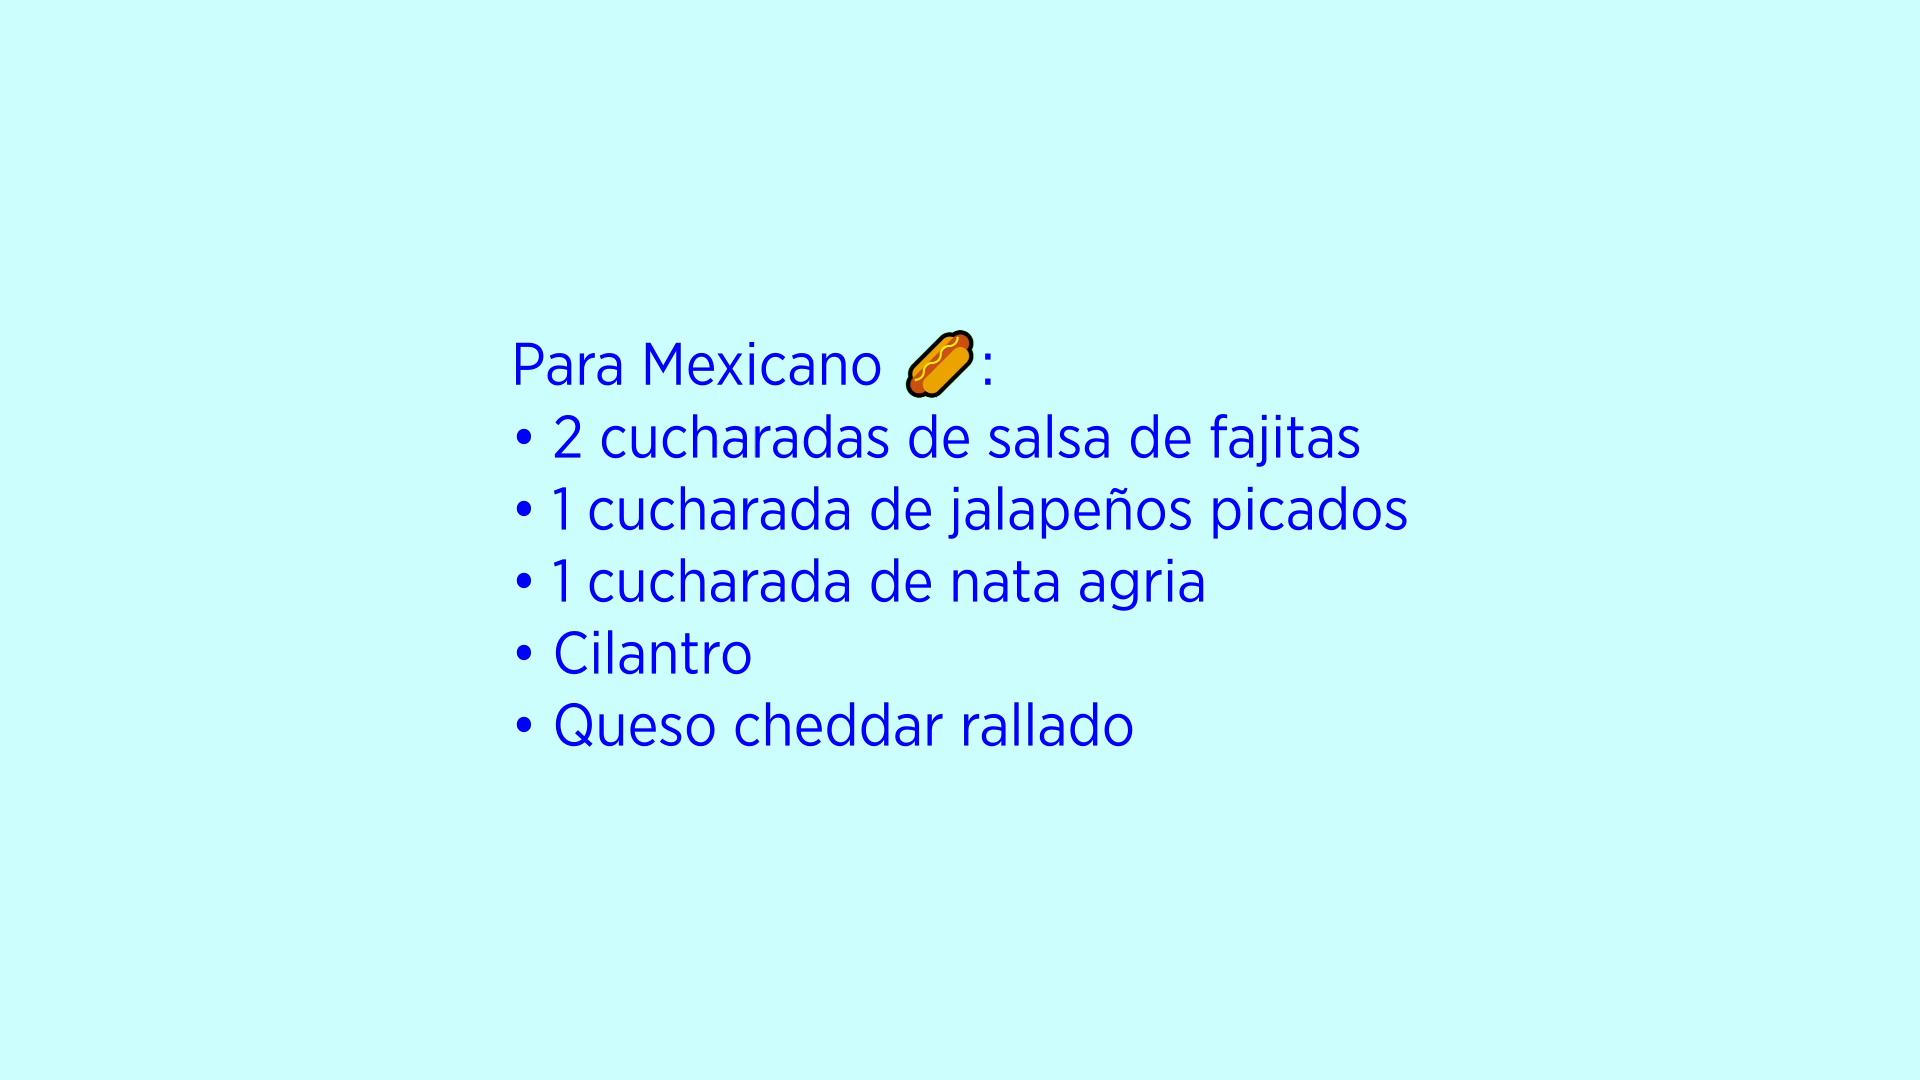 Para Mexicano 🌭:
• 2 cucharadas de salsa de fajitas
• 1 cucharada de jalapeños picados
• 1 cucharada de nata agria
• Cilantro
• Queso cheddar rallado